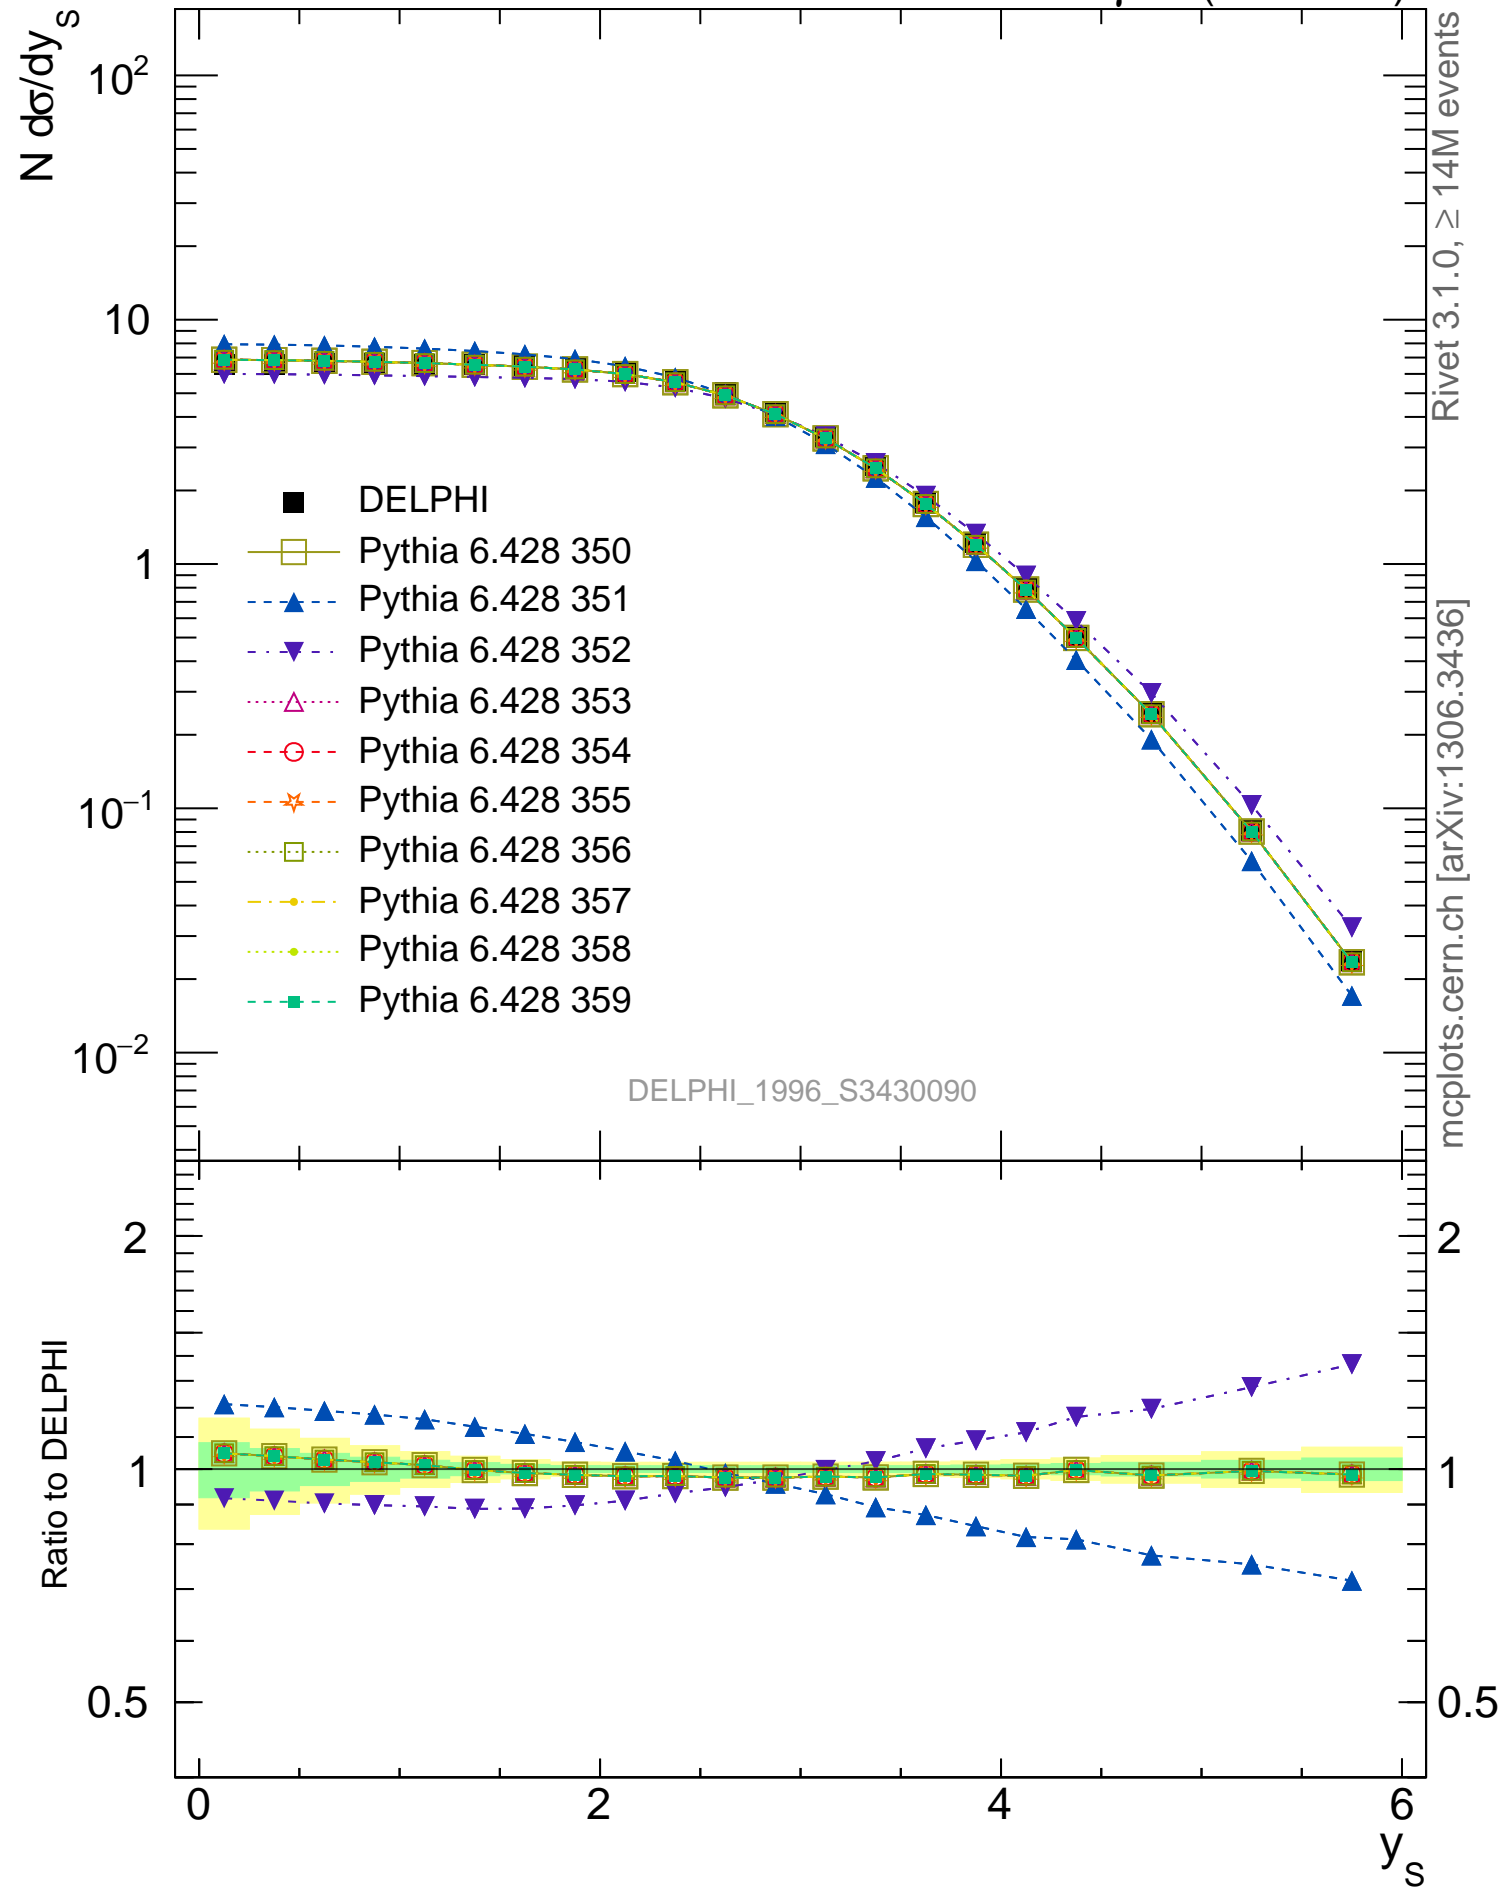 N dσ/dy_S
10²
10
1
10⁻¹
10⁻²
DELPHI
Pythia 6.428 350
Pythia 6.428 351
Pythia 6.428 352
Pythia 6.428 353
Pythia 6.428 354
Pythia 6.428 355
Pythia 6.428 356
Pythia 6.428 357
Pythia 6.428 358
Pythia 6.428 359
DELPHI_1996_S3430090
Rivet 3.1.0, ≥ 14M events
mcplots.cern.ch [arXiv:1306.3436]
Ratio to DELPHI
2
1
0.5
2
1
0.5
0
2
4
6
y_S